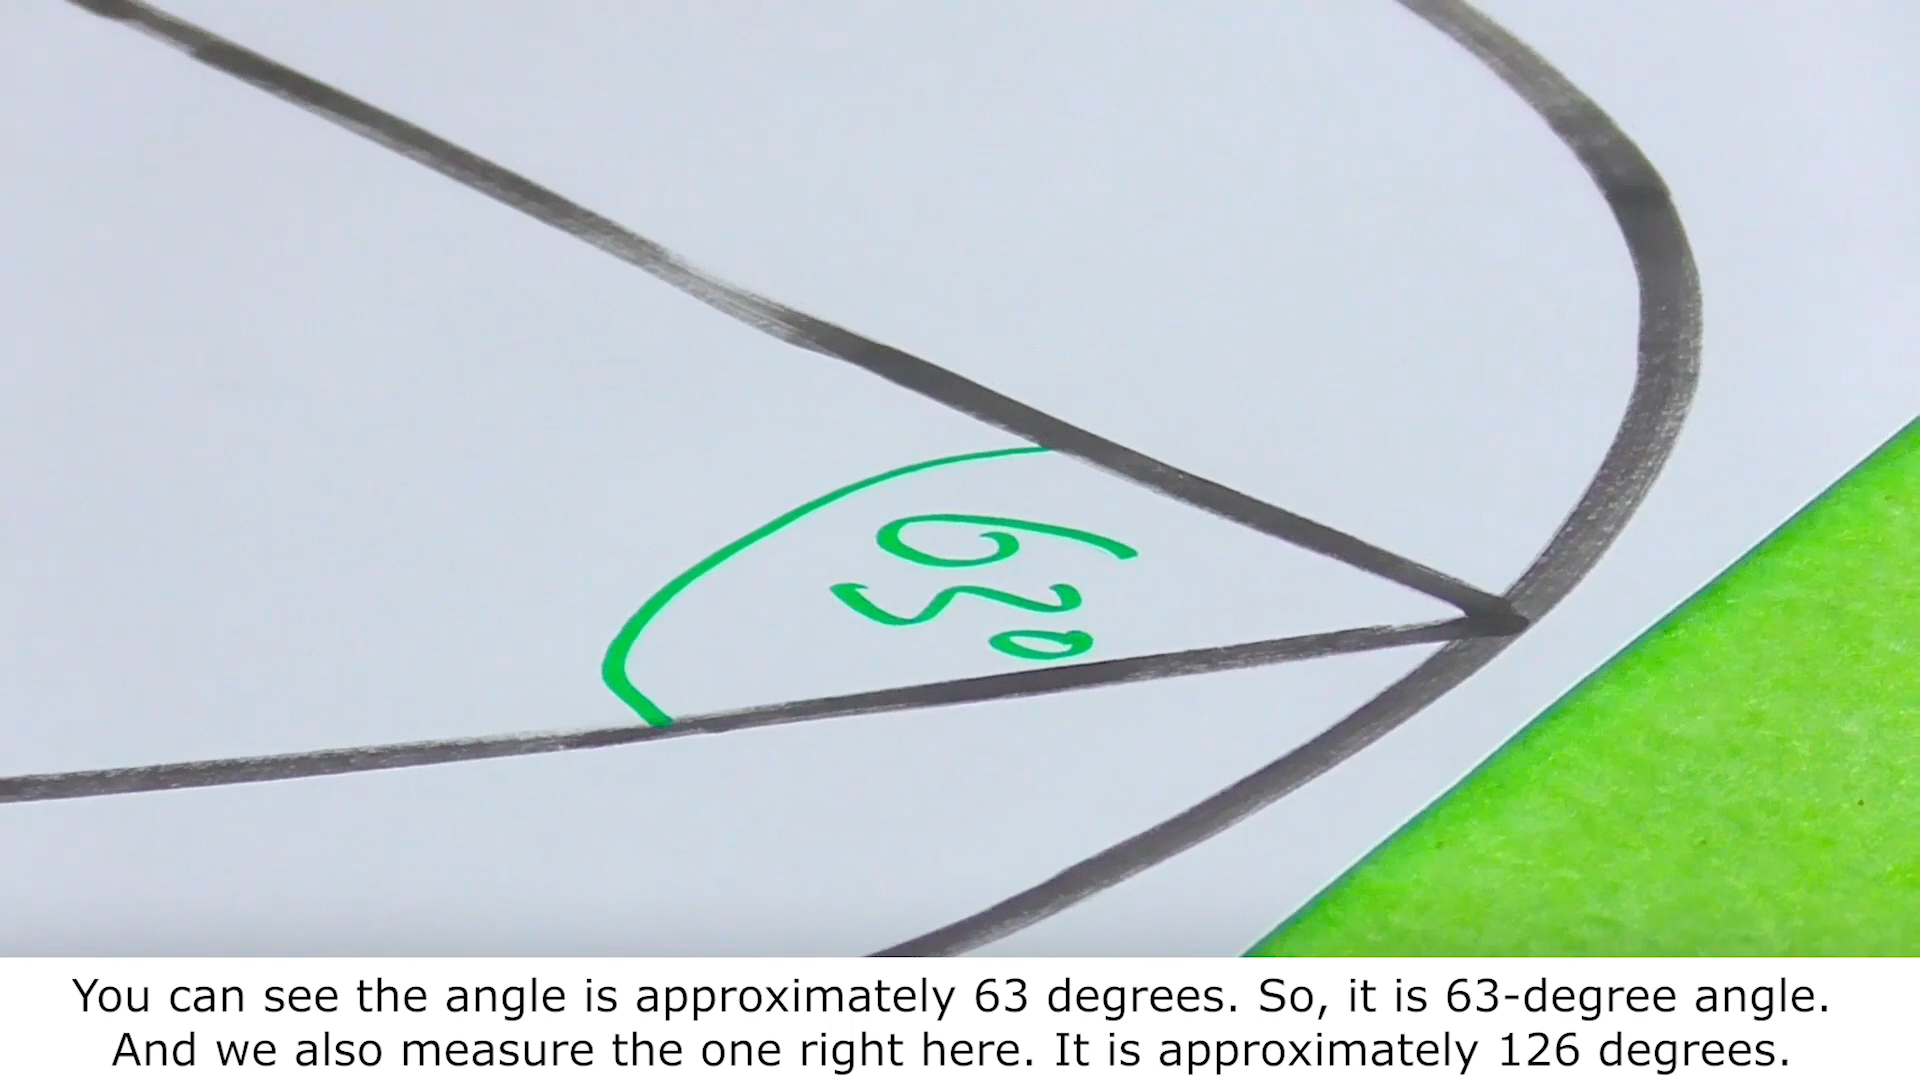 63°
You can see the angle is approximately 63 degrees. So, it is 63-degree angle.
And we also measure the one right here. It is approximately 126 degrees.